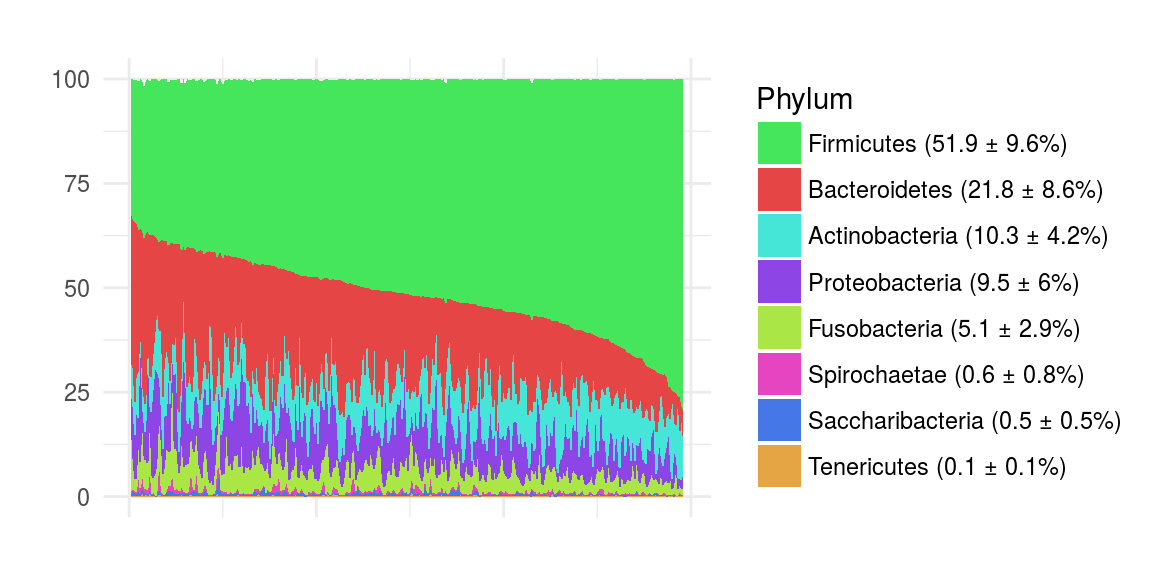 100
75
50
25
0
Phylum
Firmicutes (51.9 ± 9.6%)
Bacteroidetes (21.8 ± 8.6%)
Actinobacteria (10.3 ± 4.2%)
Proteobacteria (9.5 ± 6%)
Fusobacteria (5.1 ± 2.9%)
Spirochaetae (0.6 ± 0.8%)
Saccharibacteria (0.5 ± 0.5%)
Tenericutes (0.1 ± 0.1%)